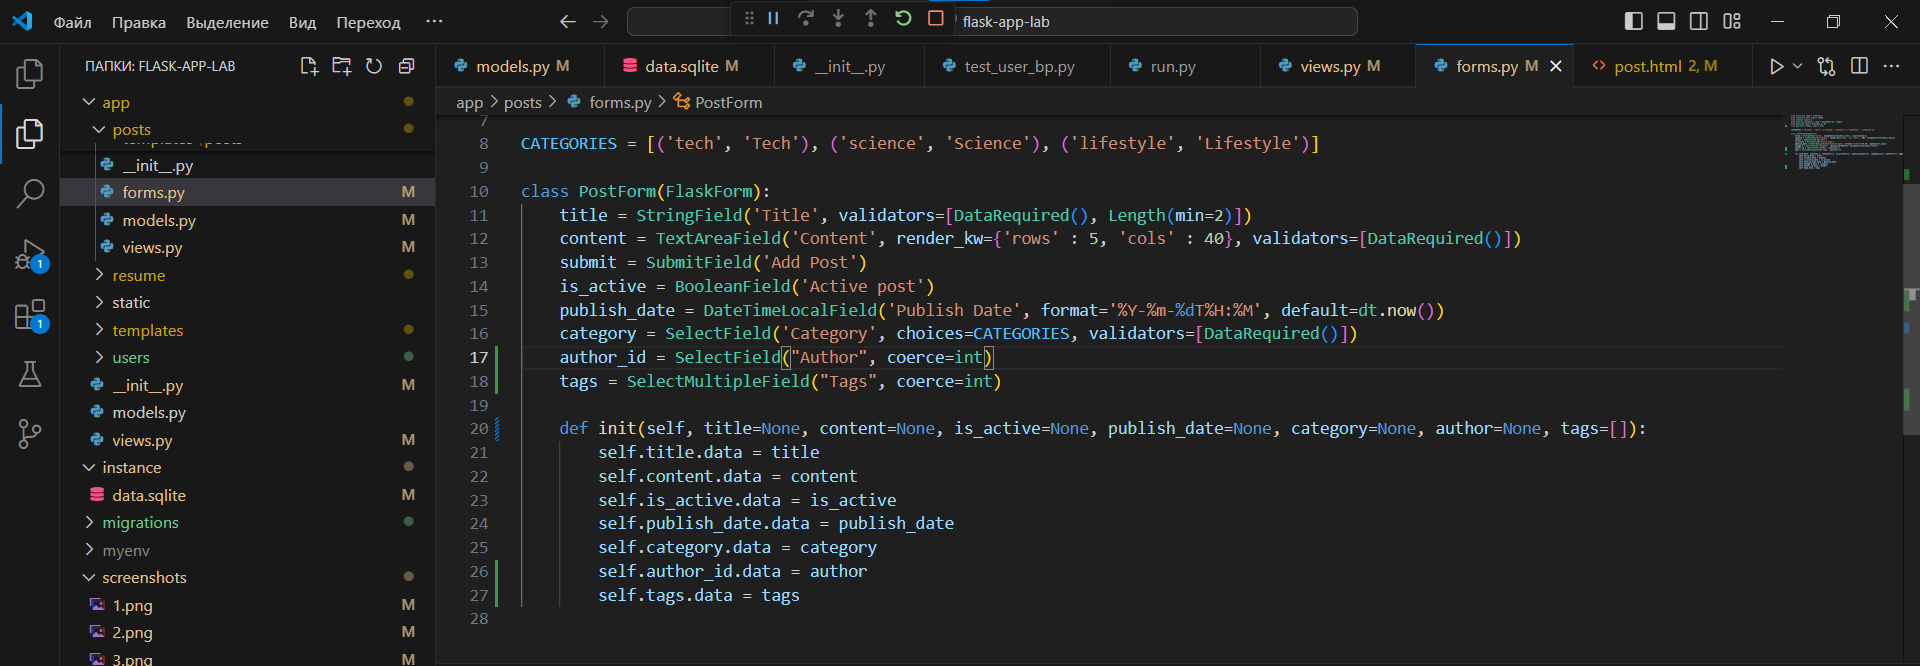 Файл Правка Выделение Вид Переход ··· flask-app-lab
ПАПКИ: FLASK-APP-LAB
models.py M data.sqlite M __init__.py test_user_bp.py run.py views.py M forms.py M post.html 2, M
app > posts > forms.py > PostForm
app
posts
templates\posts
__init__.py
forms.py M
models.py M
views.py M
resume
static
templates
users
__init__.py M
models.py
views.py M
instance
data.sqlite M
migrations
myenv
screenshots
1.png M
2.png M
3.png M
1
1
7
8 CATEGORIES = [('tech', 'Tech'), ('science', 'Science'), ('lifestyle', 'Lifestyle')]
9
10 class PostForm(FlaskForm):
11 title = StringField('Title', validators=[DataRequired(), Length(min=2)])
12 content = TextAreaField('Content', render_kw={'rows' : 5, 'cols' : 40}, validators=[DataRequired()])
13 submit = SubmitField('Add Post')
14 is_active = BooleanField('Active post')
15 publish_date = DateTimeLocalField('Publish Date', format='%Y-%m-%dT%H:%M', default=dt.now())
16 category = SelectField('Category', choices=CATEGORIES, validators=[DataRequired()])
17 author_id = SelectField("Author", coerce=int)
18 tags = SelectMultipleField("Tags", coerce=int)
19
20 def init(self, title=None, content=None, is_active=None, publish_date=None, category=None, author=None, tags=[]):
21 self.title.data = title
22 self.content.data = content
23 self.is_active.data = is_active
24 self.publish_date.data = publish_date
25 self.category.data = category
26 self.author_id.data = author
27 self.tags.data = tags
28